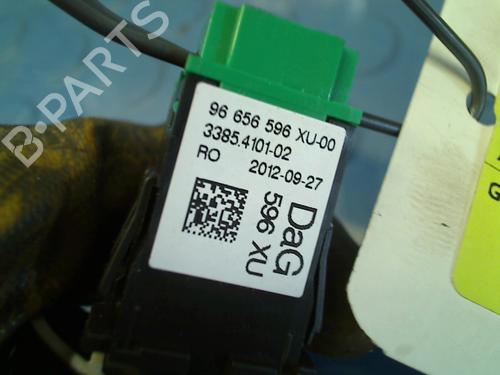 B-PARTS
96 656 596 XU-00
3385.4101-02
RO 2012-09-27
DaG
596 XU
G